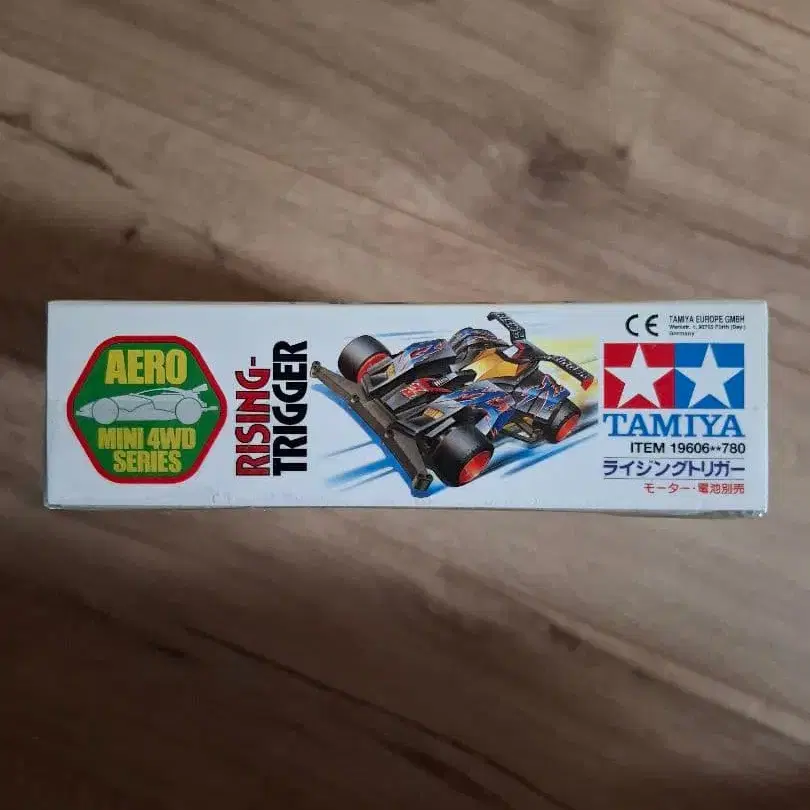 AERO
MINI 4WD
SERIES
RISING-
TRIGGER
CE
TAMIYA EUROPE GMBH
Germany
TAMIYA
ITEM 19606**780
ライジングトリガー
モーター・電池別売